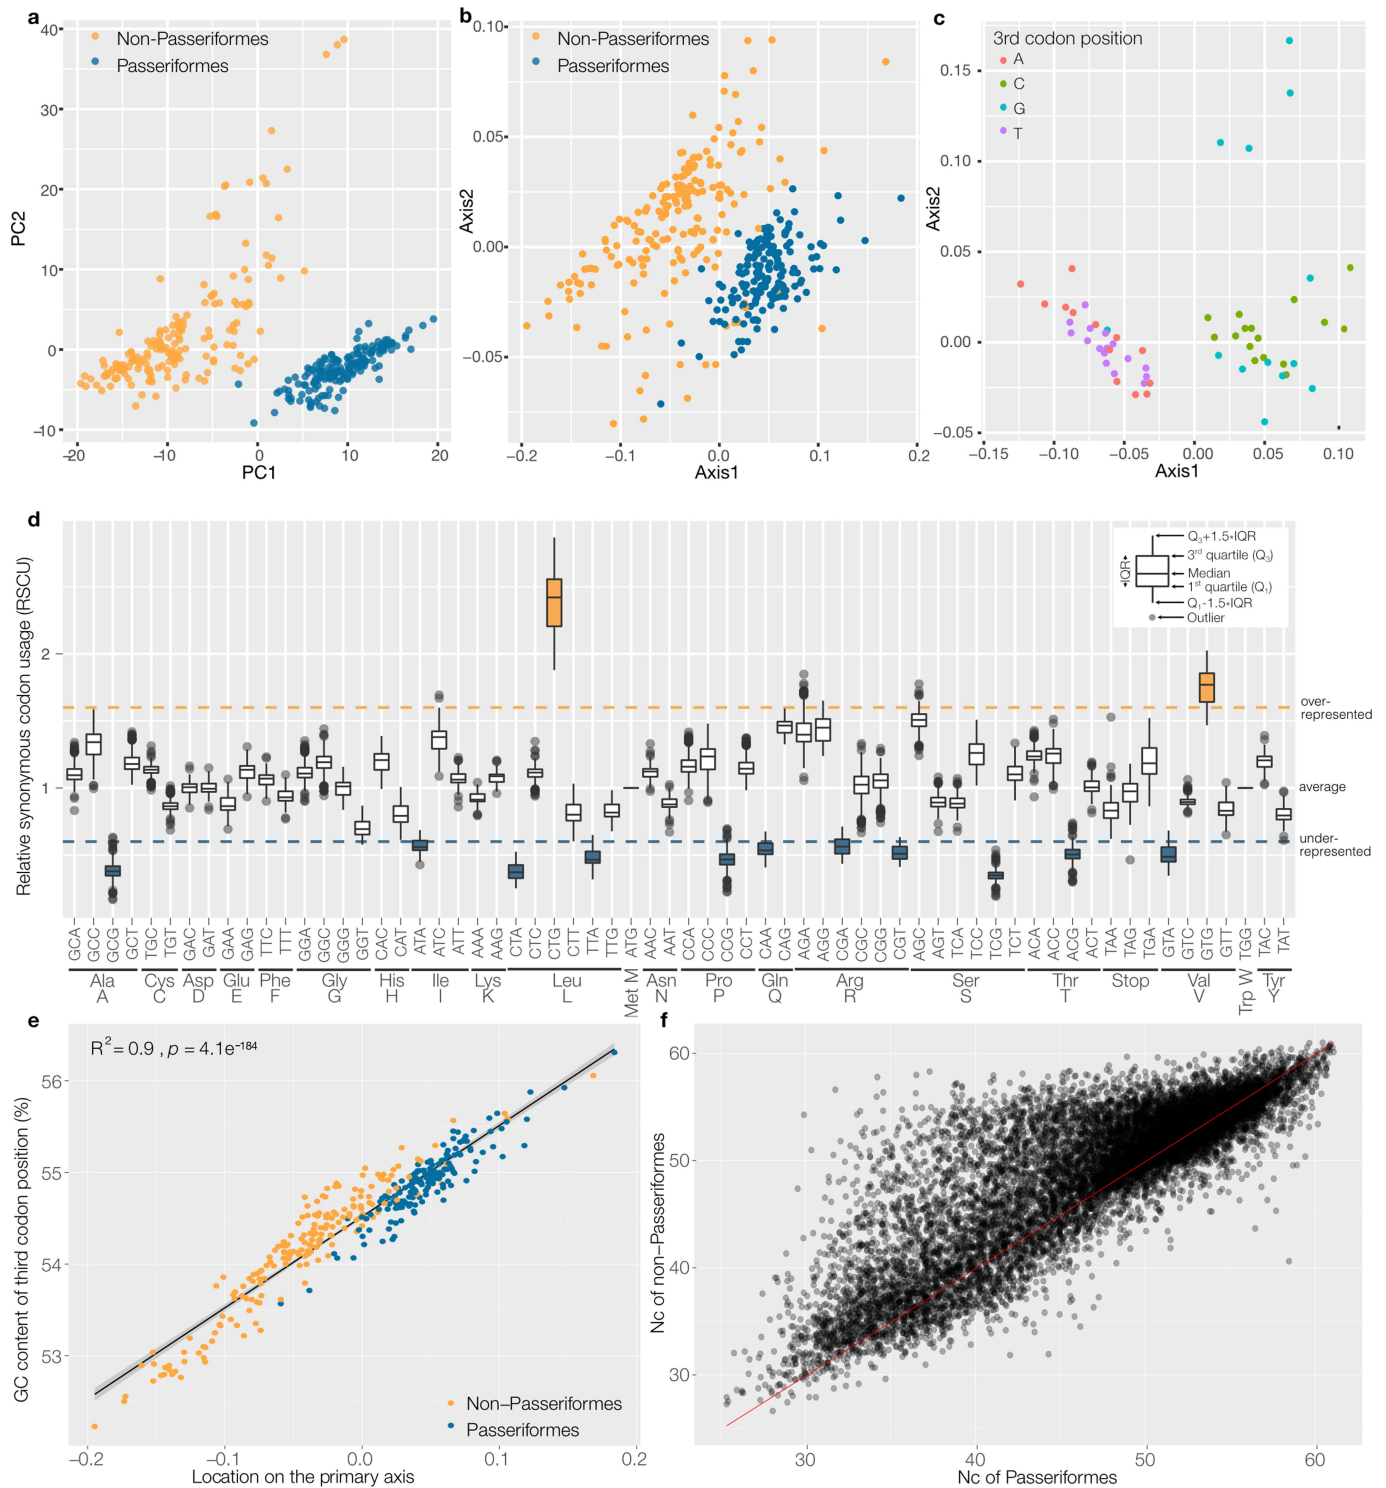 a
Non-Passeriformes
Passeriformes
PC2
40
30
20
10
0
−10
−20
−10
0
10
20
PC1
b
Non-Passeriformes
Passeriformes
Axis2
0.10
0.05
0.00
−0.05
−0.2
−0.1
0.0
0.1
0.2
Axis1
c
3rd codon position
A
C
G
T
Axis2
0.15
0.10
0.05
0.00
−0.05
−0.15
−0.10
−0.05
0.00
0.05
0.10
Axis1
d
Relative synonymous codon usage (RSCU)
2
1
Q3+1.5*IQR
3rd quartile (Q3)
Median
1st quartile (Q1)
Q1-1.5*IQR
Outlier
IQR
over-
represented
average
under-
represented
GCA GCC GCG GCT TGC TGT GAC GAT GAA GAG TTC TTT GGA GGC GGG GGT CAC CAT ATA ATC ATT AAA AAG CTA CTC CTG CTT TTA TTG ATG AAC AAT CCA CCC CCG CCT CAA CAG AGA AGG CGA CGC CGG CGT AGC AGT TCA TCC TCG TCT ACA ACC ACG ACT TAA TAG TGA GTA GTC GTG GTT TGG TAC TAT
Ala Cys Asp Glu Phe Gly His Ile Lys Leu Met M Asn Pro Gln Arg Ser Thr Stop Val Trp W Tyr
A C D E F G H I K L N P Q R S T V Y
e
R2 = 0.9 , p = 4.1e-184
GC content of third codon position (%)
56
55
54
53
Non−Passeriformes
Passeriformes
−0.2
−0.1
0.0
0.1
0.2
Location on the primary axis
f
Nc of non−Passeriformes
60
50
40
30
30
40
50
60
Nc of Passeriformes